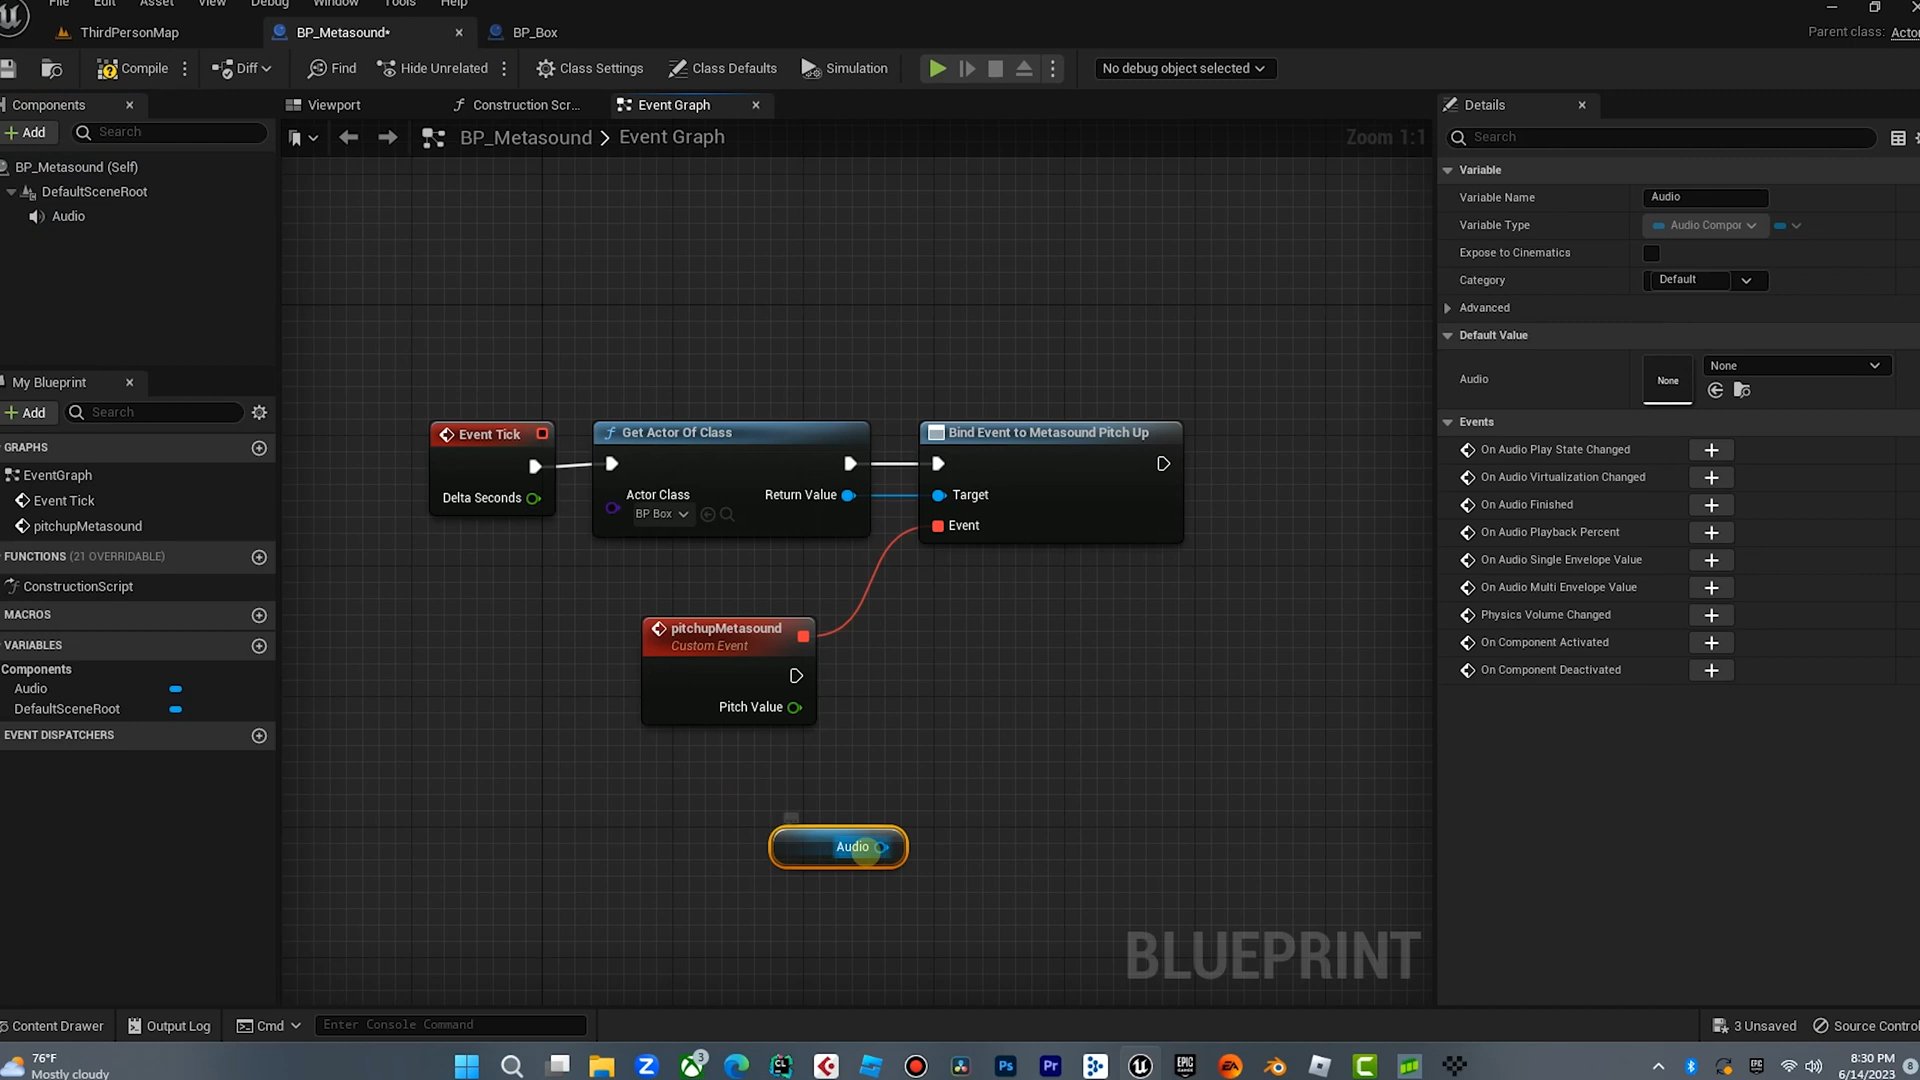 File Edit Asset View Debug Window Tools Help
ThirdPersonMap
BP_Metasound*
BP_Box
Parent class: Acto
Compile
Diff
Find
Hide Unrelated
Class Settings
Class Defaults
Simulation
No debug object selected
Components
Viewport
Construction Scr...
Event Graph
Details
Add
Search
BP_Metasound > Event Graph
Zoom 1:1
Search
BP_Metasound (Self)
DefaultSceneRoot
Audio
Variable
Variable Name
Audio
Variable Type
Audio Compor
Expose to Cinematics
Category
Default
Advanced
Default Value
Audio
None
None
Events
On Audio Play State Changed
On Audio Virtualization Changed
On Audio Finished
On Audio Playback Percent
On Audio Single Envelope Value
On Audio Multi Envelope Value
Physics Volume Changed
On Component Activated
On Component Deactivated
My Blueprint
Add
Search
GRAPHS
EventGraph
Event Tick
pitchupMetasound
FUNCTIONS (21 OVERRIDABLE)
ConstructionScript
MACROS
VARIABLES
Components
Audio
DefaultSceneRoot
EVENT DISPATCHERS
Event Tick
Delta Seconds
Get Actor Of Class
Actor Class
BP Box
Return Value
Bind Event to Metasound Pitch Up
Target
Event
pitchupMetasound
Custom Event
Pitch Value
Audio
BLUEPRINT
Content Drawer
Output Log
Cmd
Enter Console Command
3 Unsaved
Source Control
76°F
Mostly cloudy
3
Ps
Pr
EPIC
EA
8:30 PM
6/14/2023
8